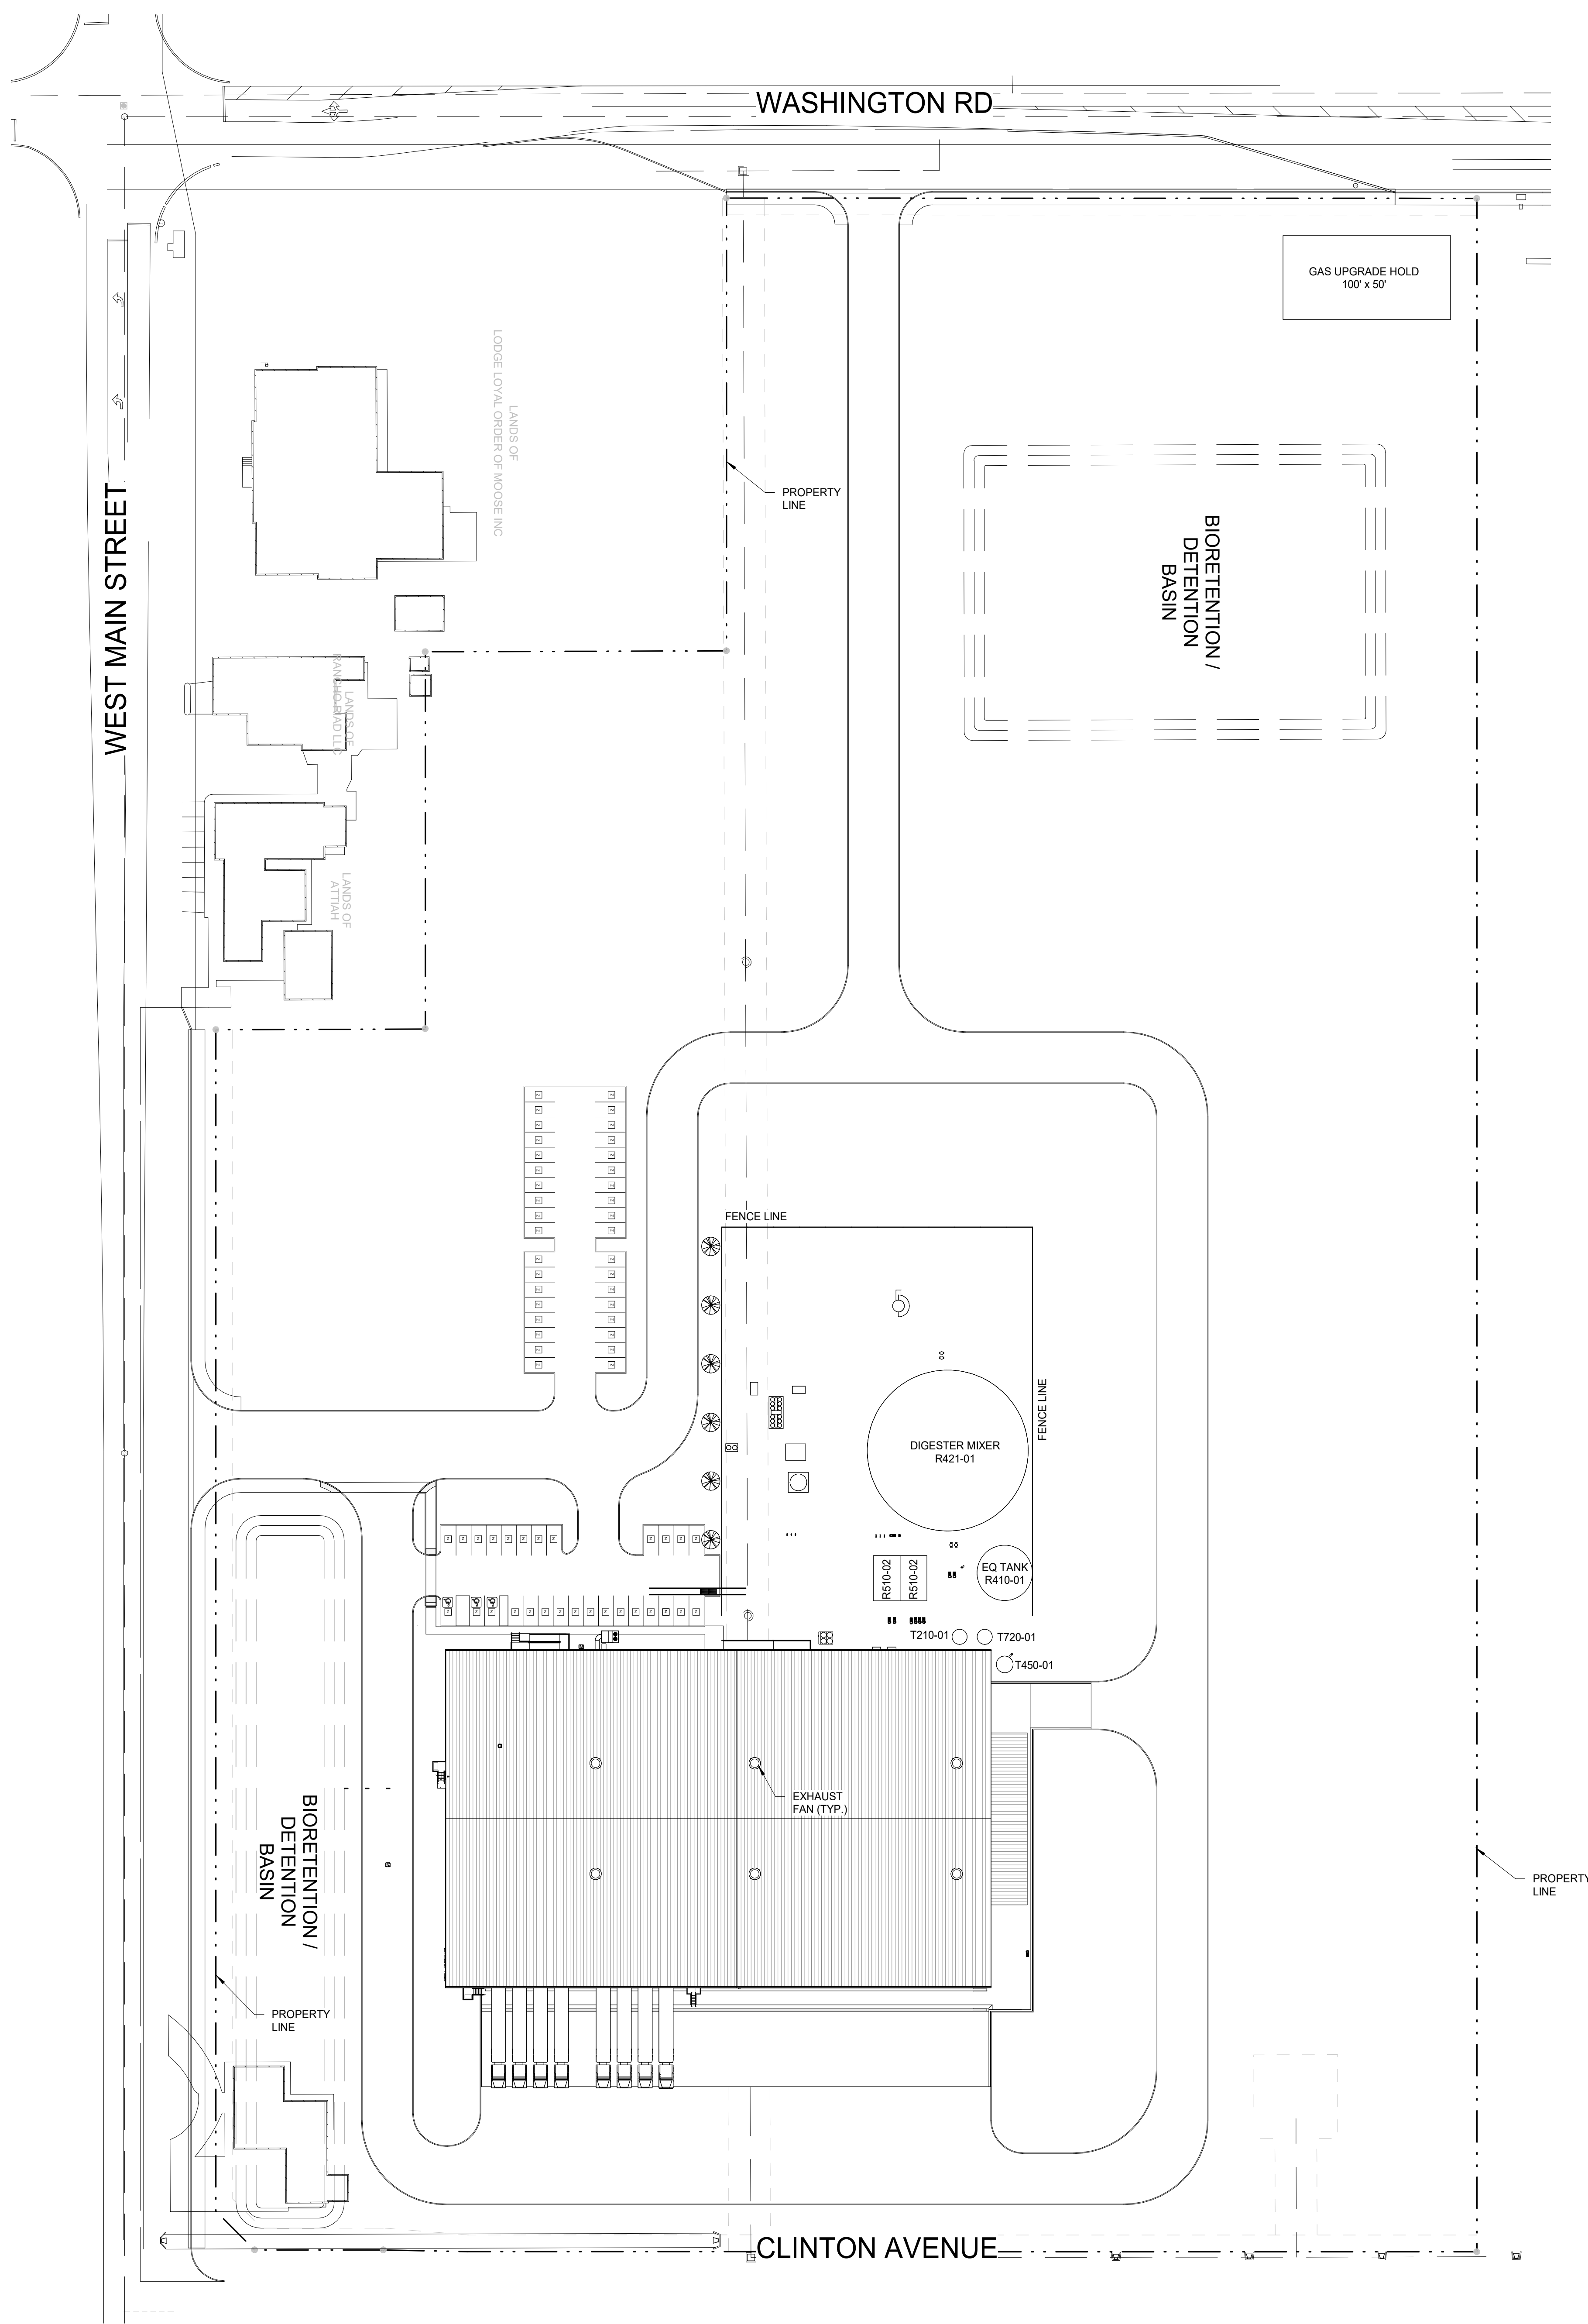 WASHINGTON RD
GAS UPGRADE HOLD
100' x 50'
LANDS OF
LODGE LOYAL ORDER OF MOOSE INC
PROPERTY
LINE
WEST MAIN STREET
BIORETENTION /
DETENTION
BASIN
LANDS OF
LANDS OF
ATTIAH
FENCE LINE
FENCE LINE
DIGESTER MIXER
R421-01
R510-02
R510-02
EQ TANK
R410-01
T210-01
T720-01
T450-01
EXHAUST
FAN (TYP.)
BIORETENTION /
DETENTION
BASIN
PROPERTY
LINE
PROPERTY
LINE
CLINTON AVENUE